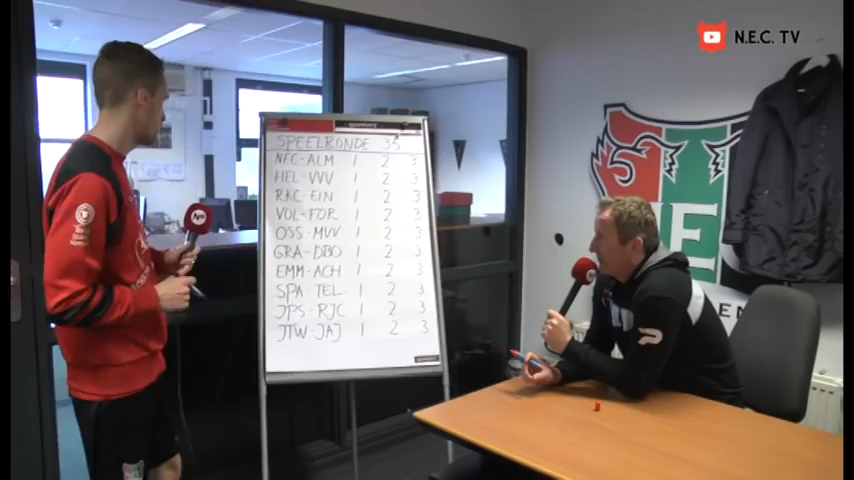 N.E.C. TV
quantore
SPEELRONDE 35
NEC-ALM 1 2 3
HEL-VVV 1 2 3
RKC-EIN 1 2 3
VOL-FOR 1 2 3
OSS-MVV 1 2 3
GRA-DBO 1 2 3
EMM-ACH 1 2 3
SPA-TEL 1 2 3
JPS-RJC 1 2 3
JTW-JAJ 1 2 3